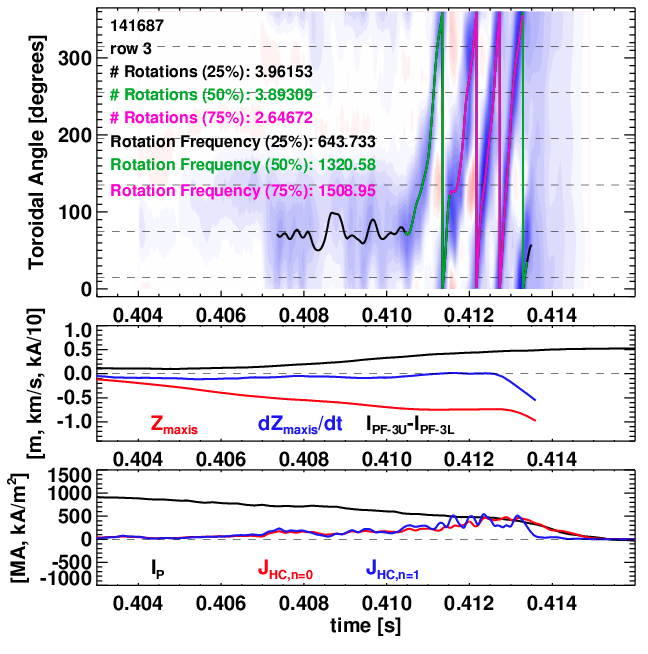 141687
row 3
# Rotations (25%): 3.96153
# Rotations (50%): 3.89309
# Rotations (75%): 2.64672
Rotation Frequency (25%): 643.733
Rotation Frequency (50%): 1320.58
Rotation Frequency (75%): 1508.95
Toroidal Angle [degrees]
300
200
100
0
0.404 0.406 0.408 0.410 0.412 0.414
[m, km/s, kA/10]
1.0
0.5
0.0
-0.5
-1.0
Zmaxis dZmaxis/dt IPF-3U-IPF-3L
0.404 0.406 0.408 0.410 0.412 0.414
[MA, kA/m²]
1500
1000
500
0
-500
-1000
IP JHC,n=0 JHC,n=1
0.404 0.406 0.408 0.410 0.412 0.414
time [s]